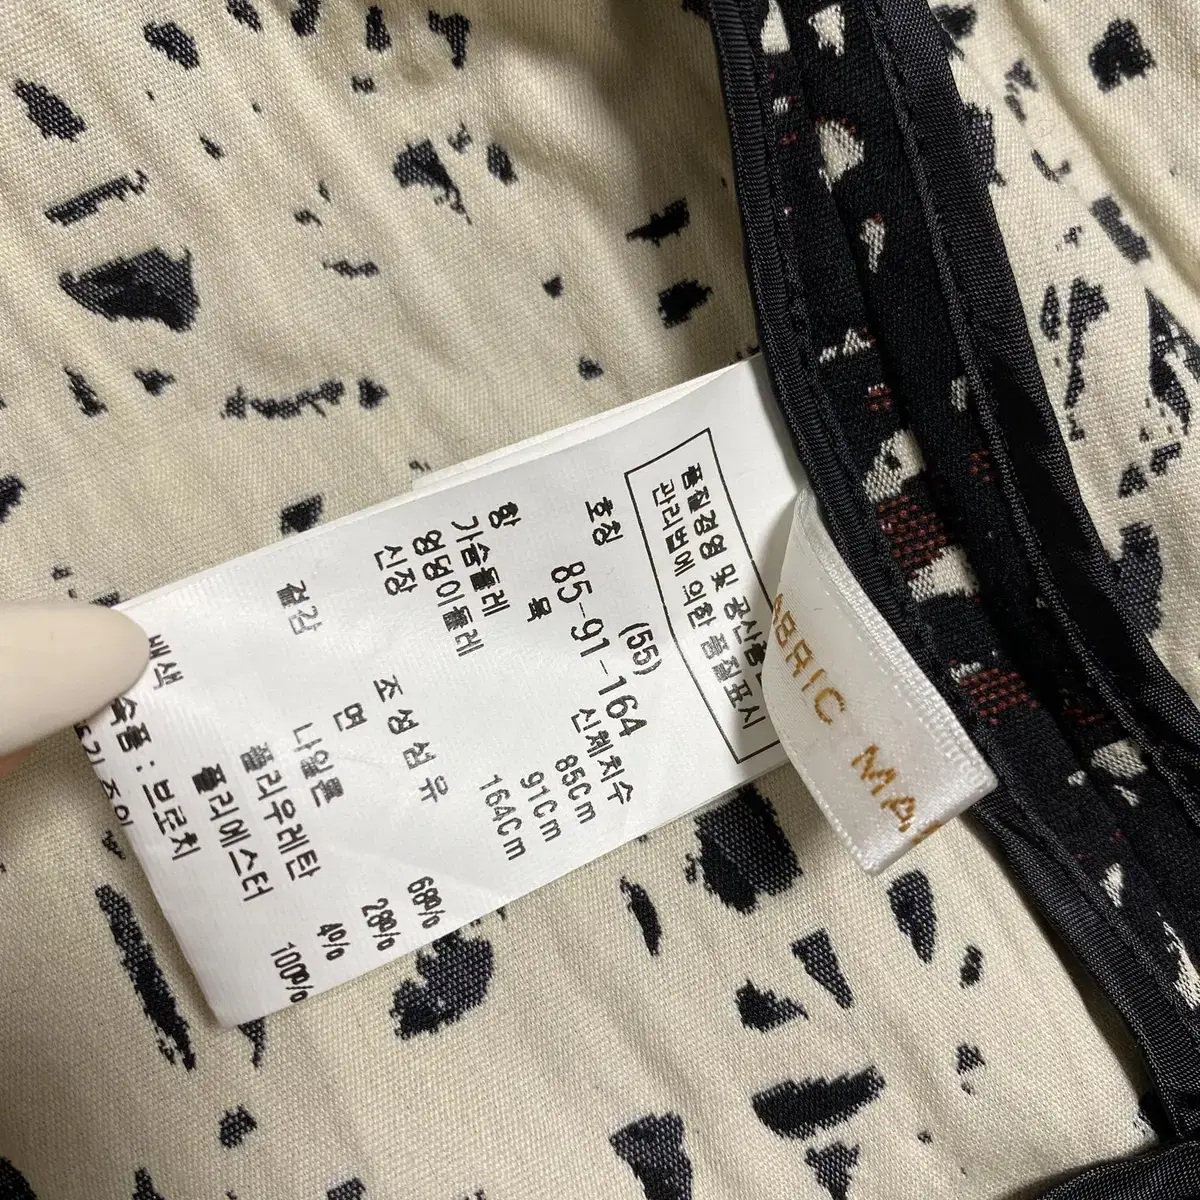 품질경영 및 공산품
관리법에 의한 품질표시
호칭 (55)
85-91-164
항 목 신체치수
가슴둘레 85Cm
엉덩이둘레 91Cm
신장 164Cm
조성섬유
겉감 면 68%
나일론 28%
폴리우레탄 4%
폴리에스터 100%
배색
속품 : 브로치
ABRIC MA